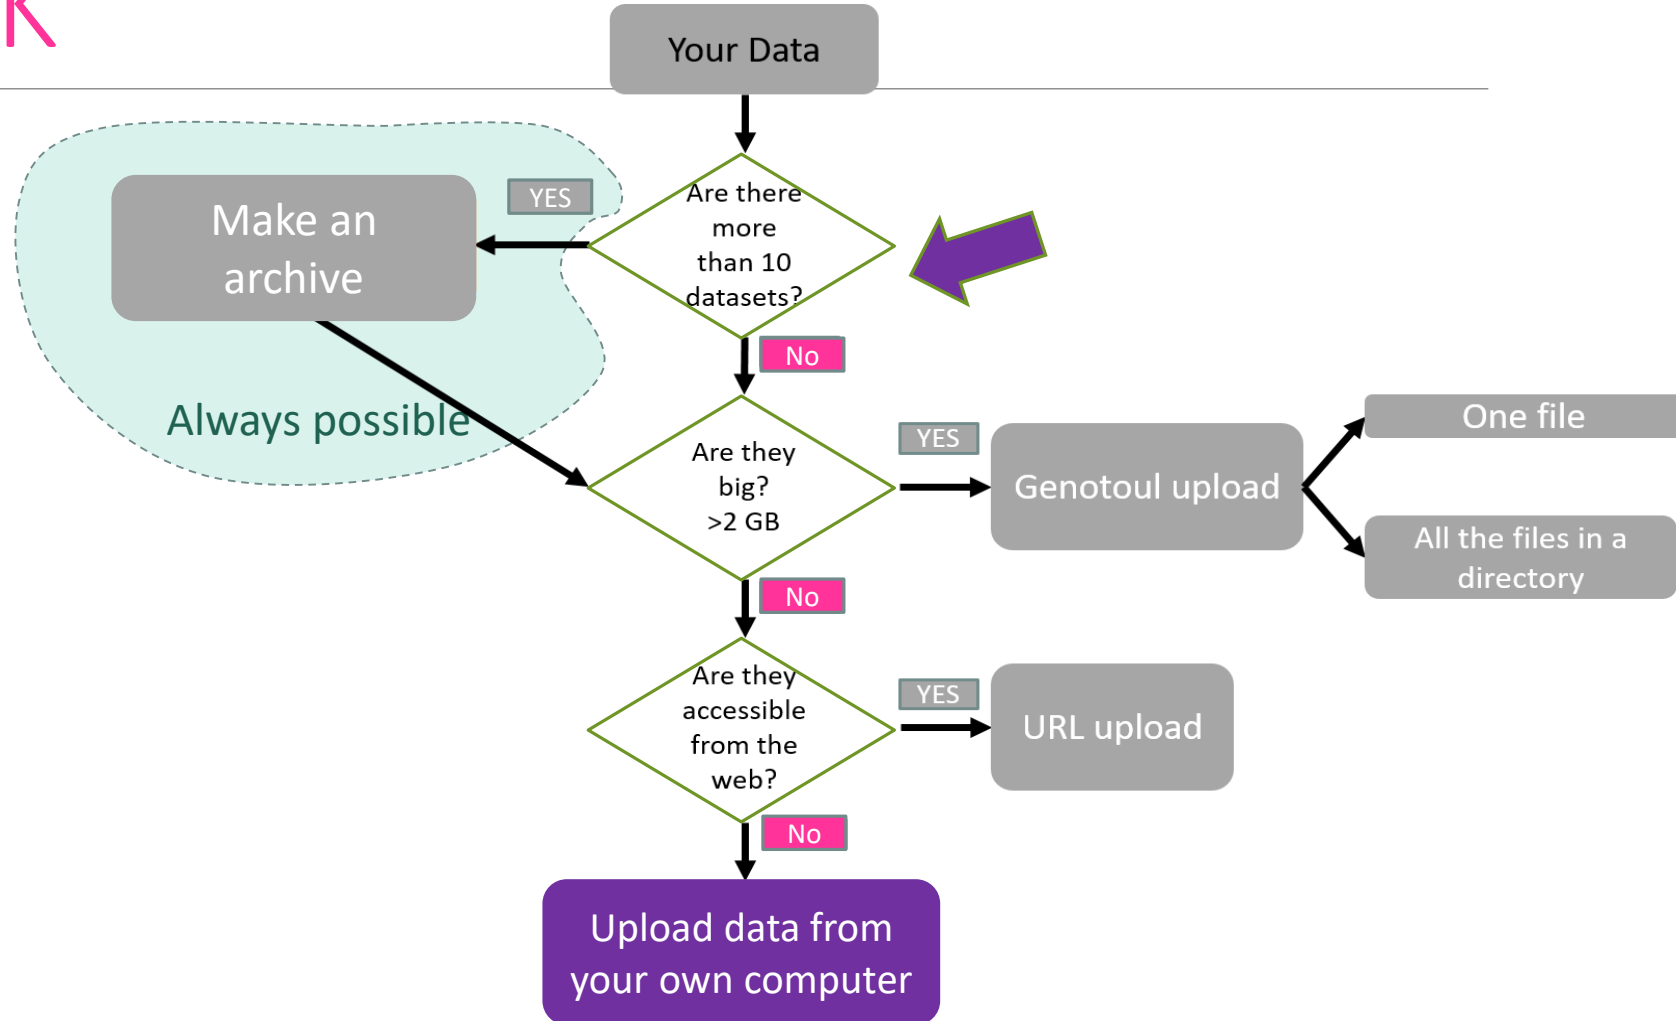 K
Your Data
Are there
more
than 10
datasets?
YES
Make an
archive
Always possible
No
Are they
big?
>2 GB
YES
Genotoul upload
One file
All the files in a
directory
No
Are they
accessible
from the
web?
YES
URL upload
No
Upload data from
your own computer